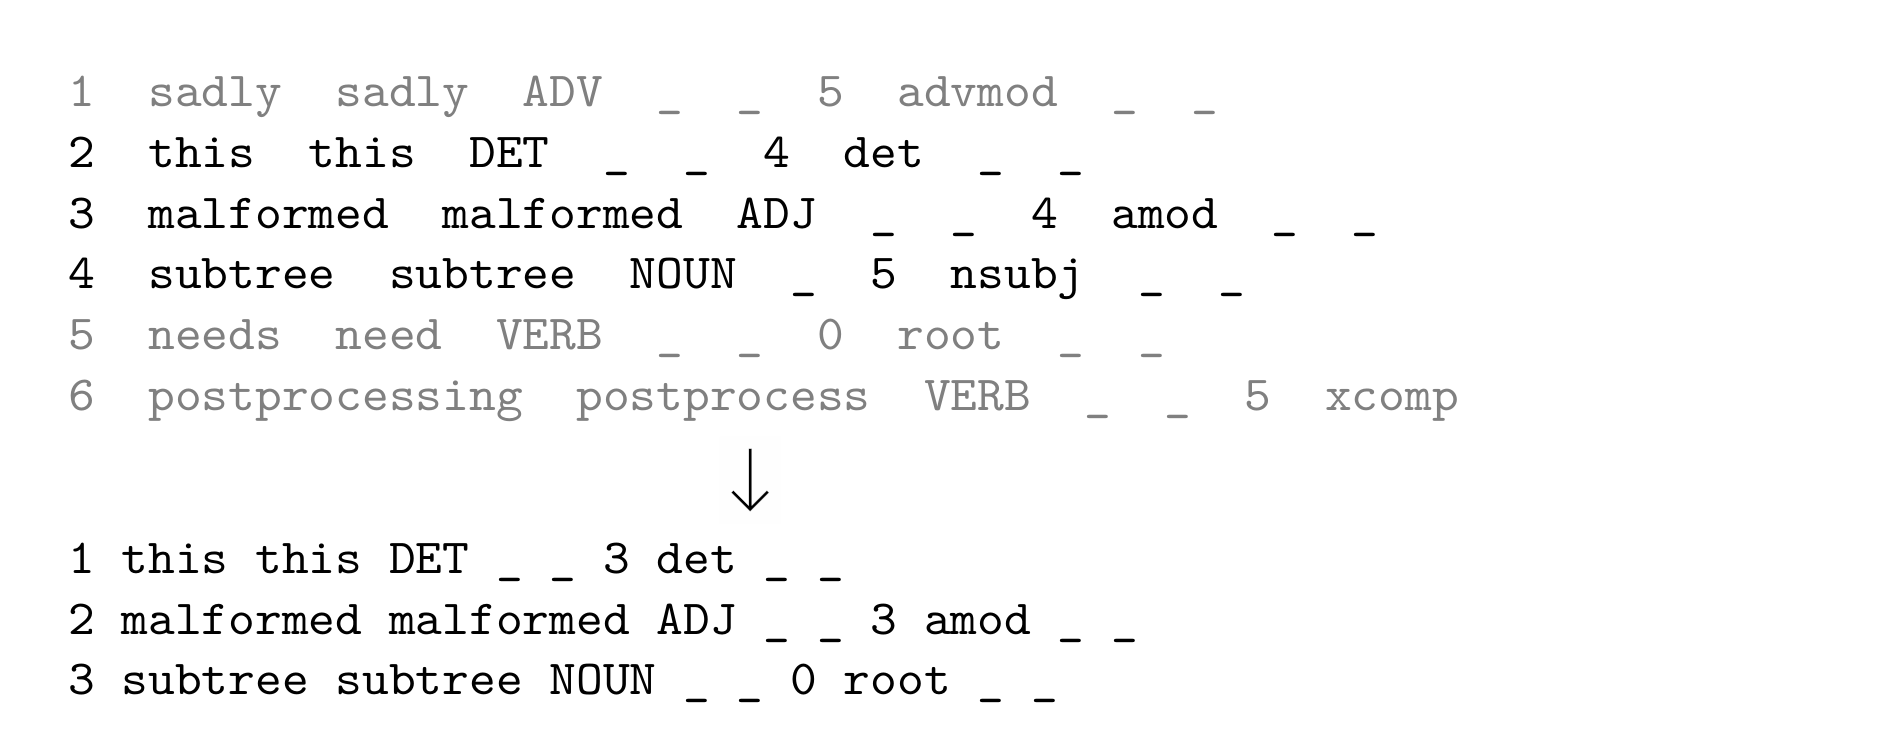 1 sadly sadly ADV _ _ 5 advmod _ _
2 this this DET _ _ 4 det _ _
3 malformed malformed ADJ _ _ 4 amod _ _
4 subtree subtree NOUN _ 5 nsubj _ _
5 needs need VERB _ _ 0 root _ _
6 postprocessing postprocess VERB _ _ 5 xcomp
↓
1 this this DET _ _ 3 det _ _
2 malformed malformed ADJ _ _ 3 amod _ _
3 subtree subtree NOUN _ _ 0 root _ _